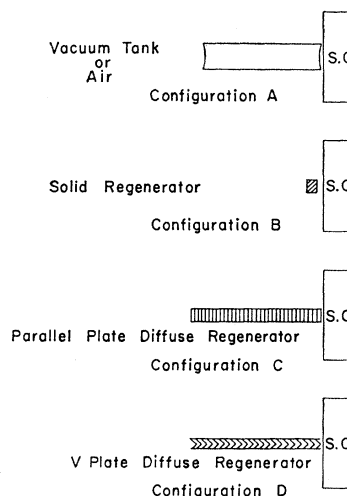 Vacuum Tank
or
Air
S.C
Configuration A
Solid Regenerator
S.C
Configuration B
S.C
Parallel Plate Diffuse Regenerator
Configuration C
S.C
V Plate Diffuse Regenerator
Configuration D